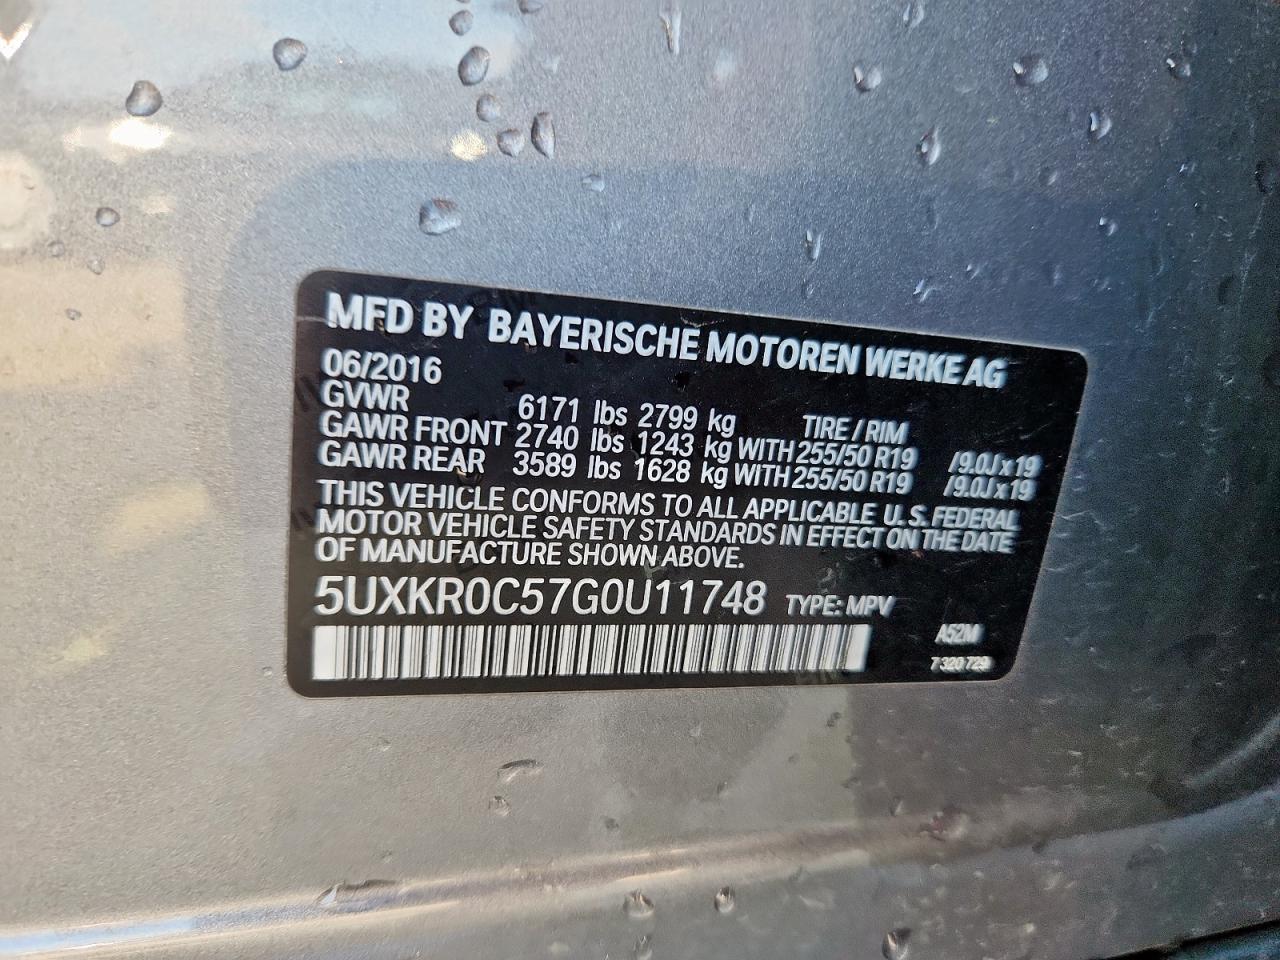 MFD BY BAYERISCHE MOTOREN WERKE AG
06/2016
GVWR 6171 lbs 2799 kg TIRE / RIM
GAWR FRONT 2740 lbs 1243 kg WITH 255/50 R19 /9.0J x 19
GAWR REAR 3589 lbs 1628 kg WITH 255/50 R19 /9.0J x 19
THIS VEHICLE CONFORMS TO ALL APPLICABLE U.S. FEDERAL
MOTOR VEHICLE SAFETY STANDARDS IN EFFECT ON THE DATE
OF MANUFACTURE SHOWN ABOVE.
5UXKR0C57G0U11748 TYPE: MPV
A52M
7 320 729